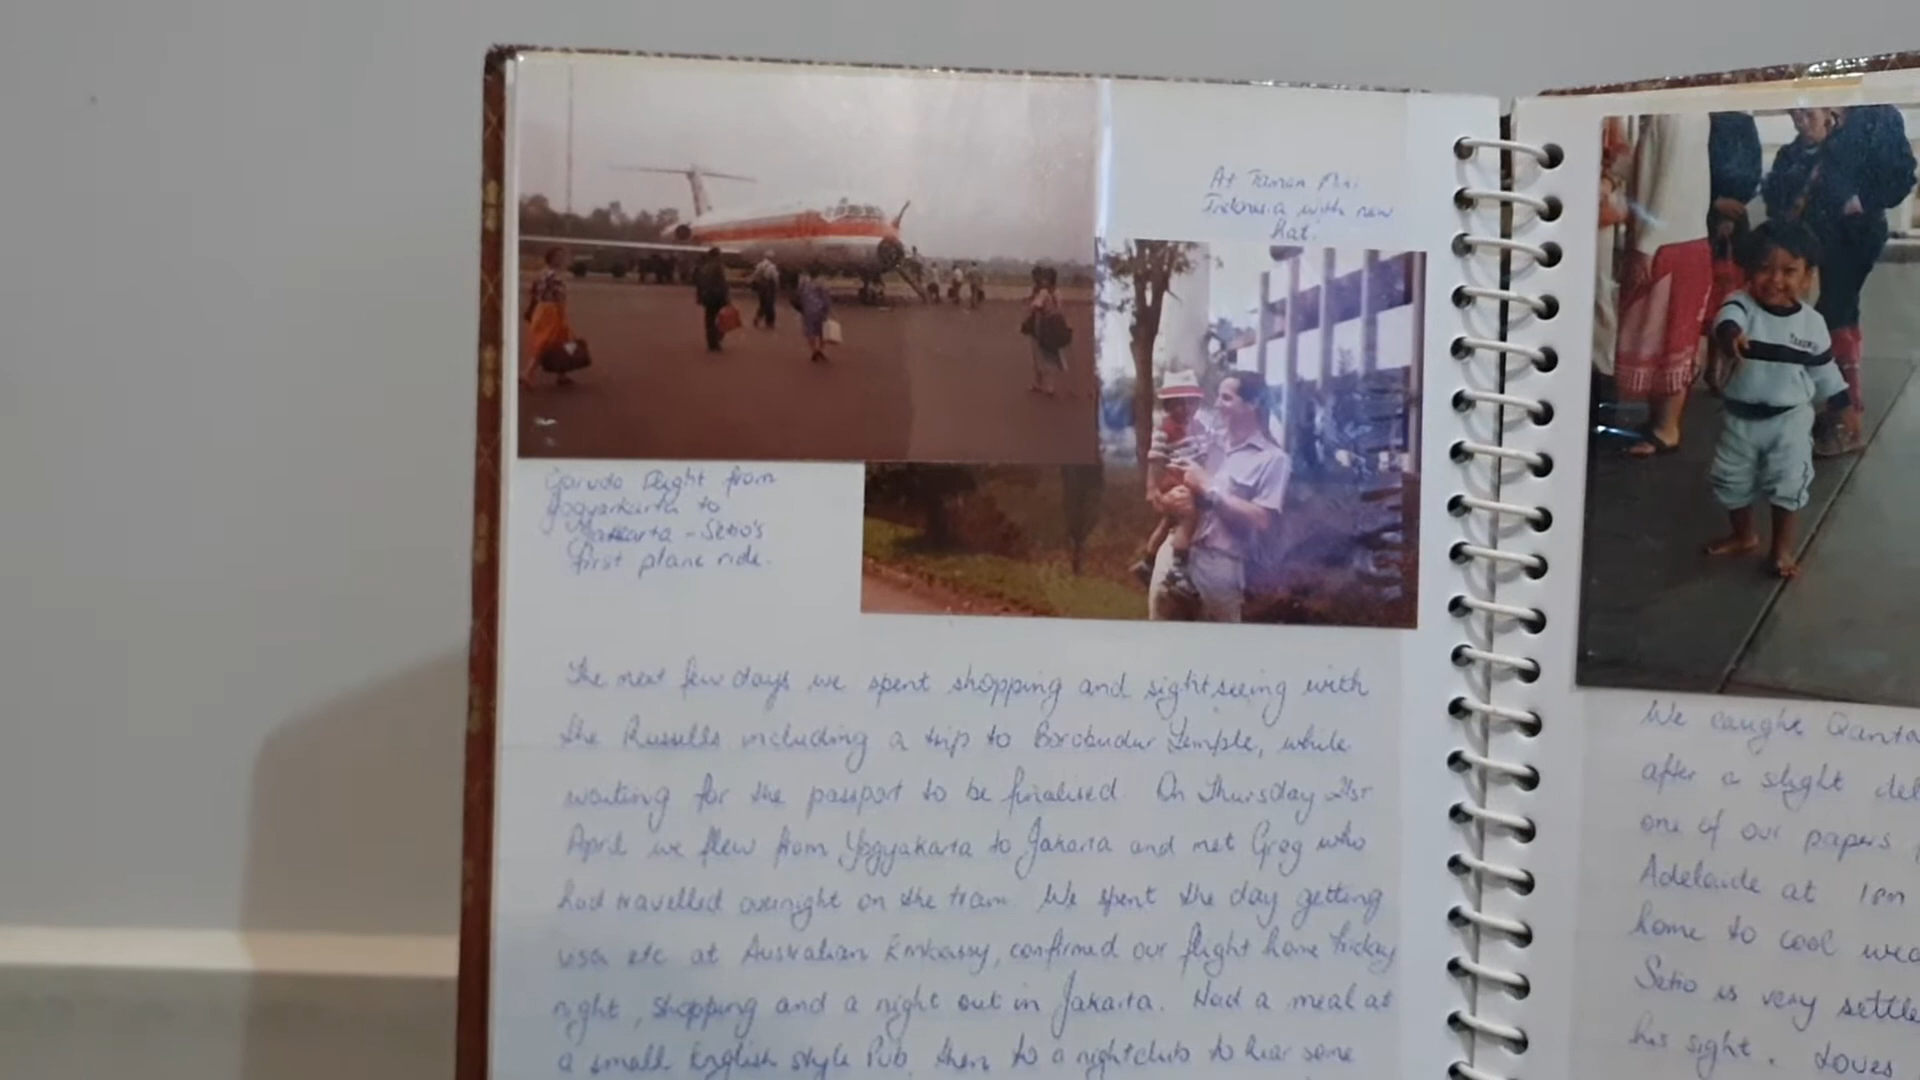 At Taman Mini
Indonesia with new
hat.
Garuda flight from
Yogyarkarta to
Jakarta - Setio's
first plane ride.
The next few days we spent shopping and sightseeing with
the Russells including a trip to Borobudur Temple, while
waiting for the passport to be finalised. On Thursday 21st
April we flew from Yogyakarta to Jakarta and met Greg who
had travelled overnight on the train. We spent the day getting
visa etc at Australian Embassy, confirmed our flight home Friday
night, shopping and a night out in Jakarta. Had a meal at
a small English style Pub, then to a nightclub to hear some
We caught Qanta
after a slight del
one of our papers
Adelaide at 1pm
home to cool wea
Setio is very settle
his sight. Loves